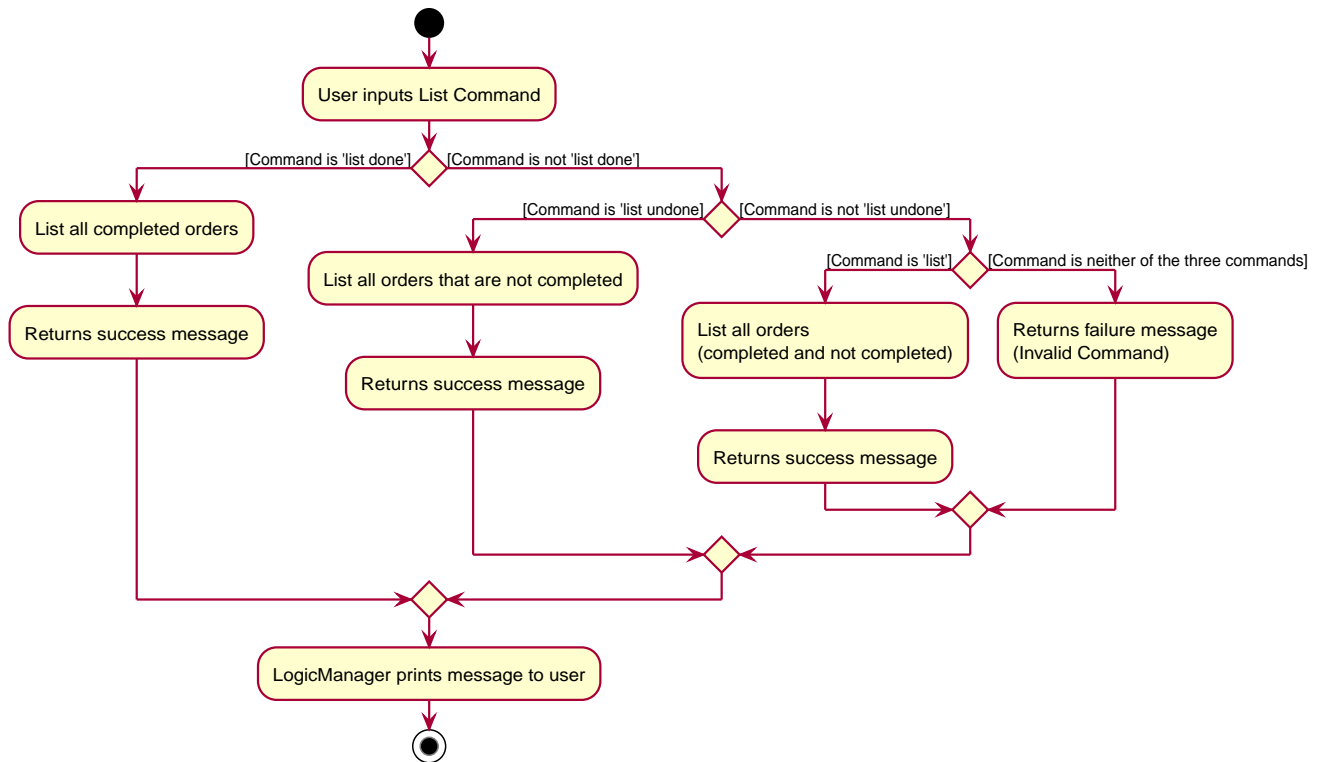 User inputs List Command
[Command is 'list done']
[Command is not 'list done']
List all completed orders
Returns success message
[Command is 'list undone]
[Command is not 'list undone']
List all orders that are not completed
Returns success message
[Command is 'list']
[Command is neither of the three commands]
List all orders
(completed and not completed)
Returns success message
Returns failure message
(Invalid Command)
LogicManager prints message to user